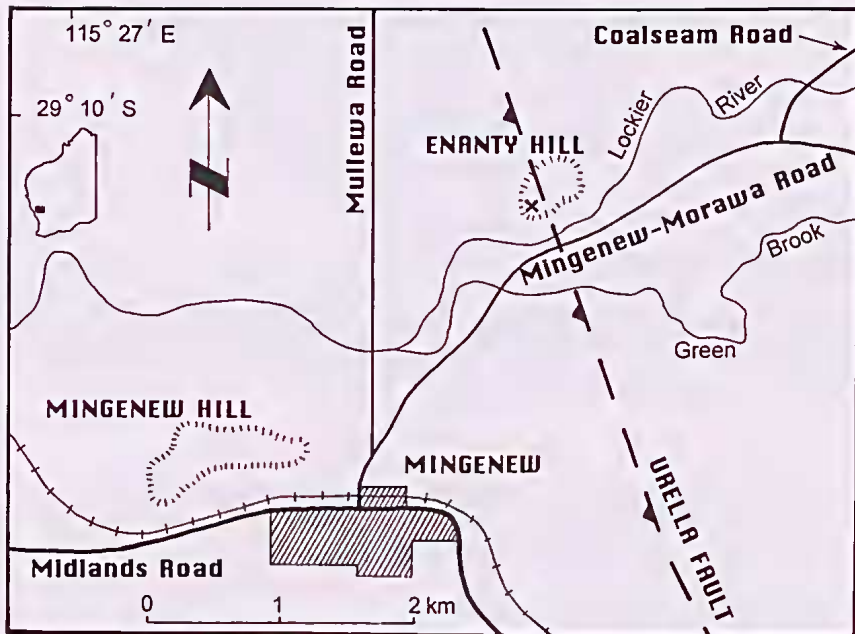 115° 27′ E
29° 10′ S
Mullewa Road
Coalseam Road
ENANTY HILL
Lockier
River
Mingenew-Morawa Road
Brook
Green
MINGENEW HILL
MINGENEW
URELLA FAULT
Midlands Road
0 1 2 km